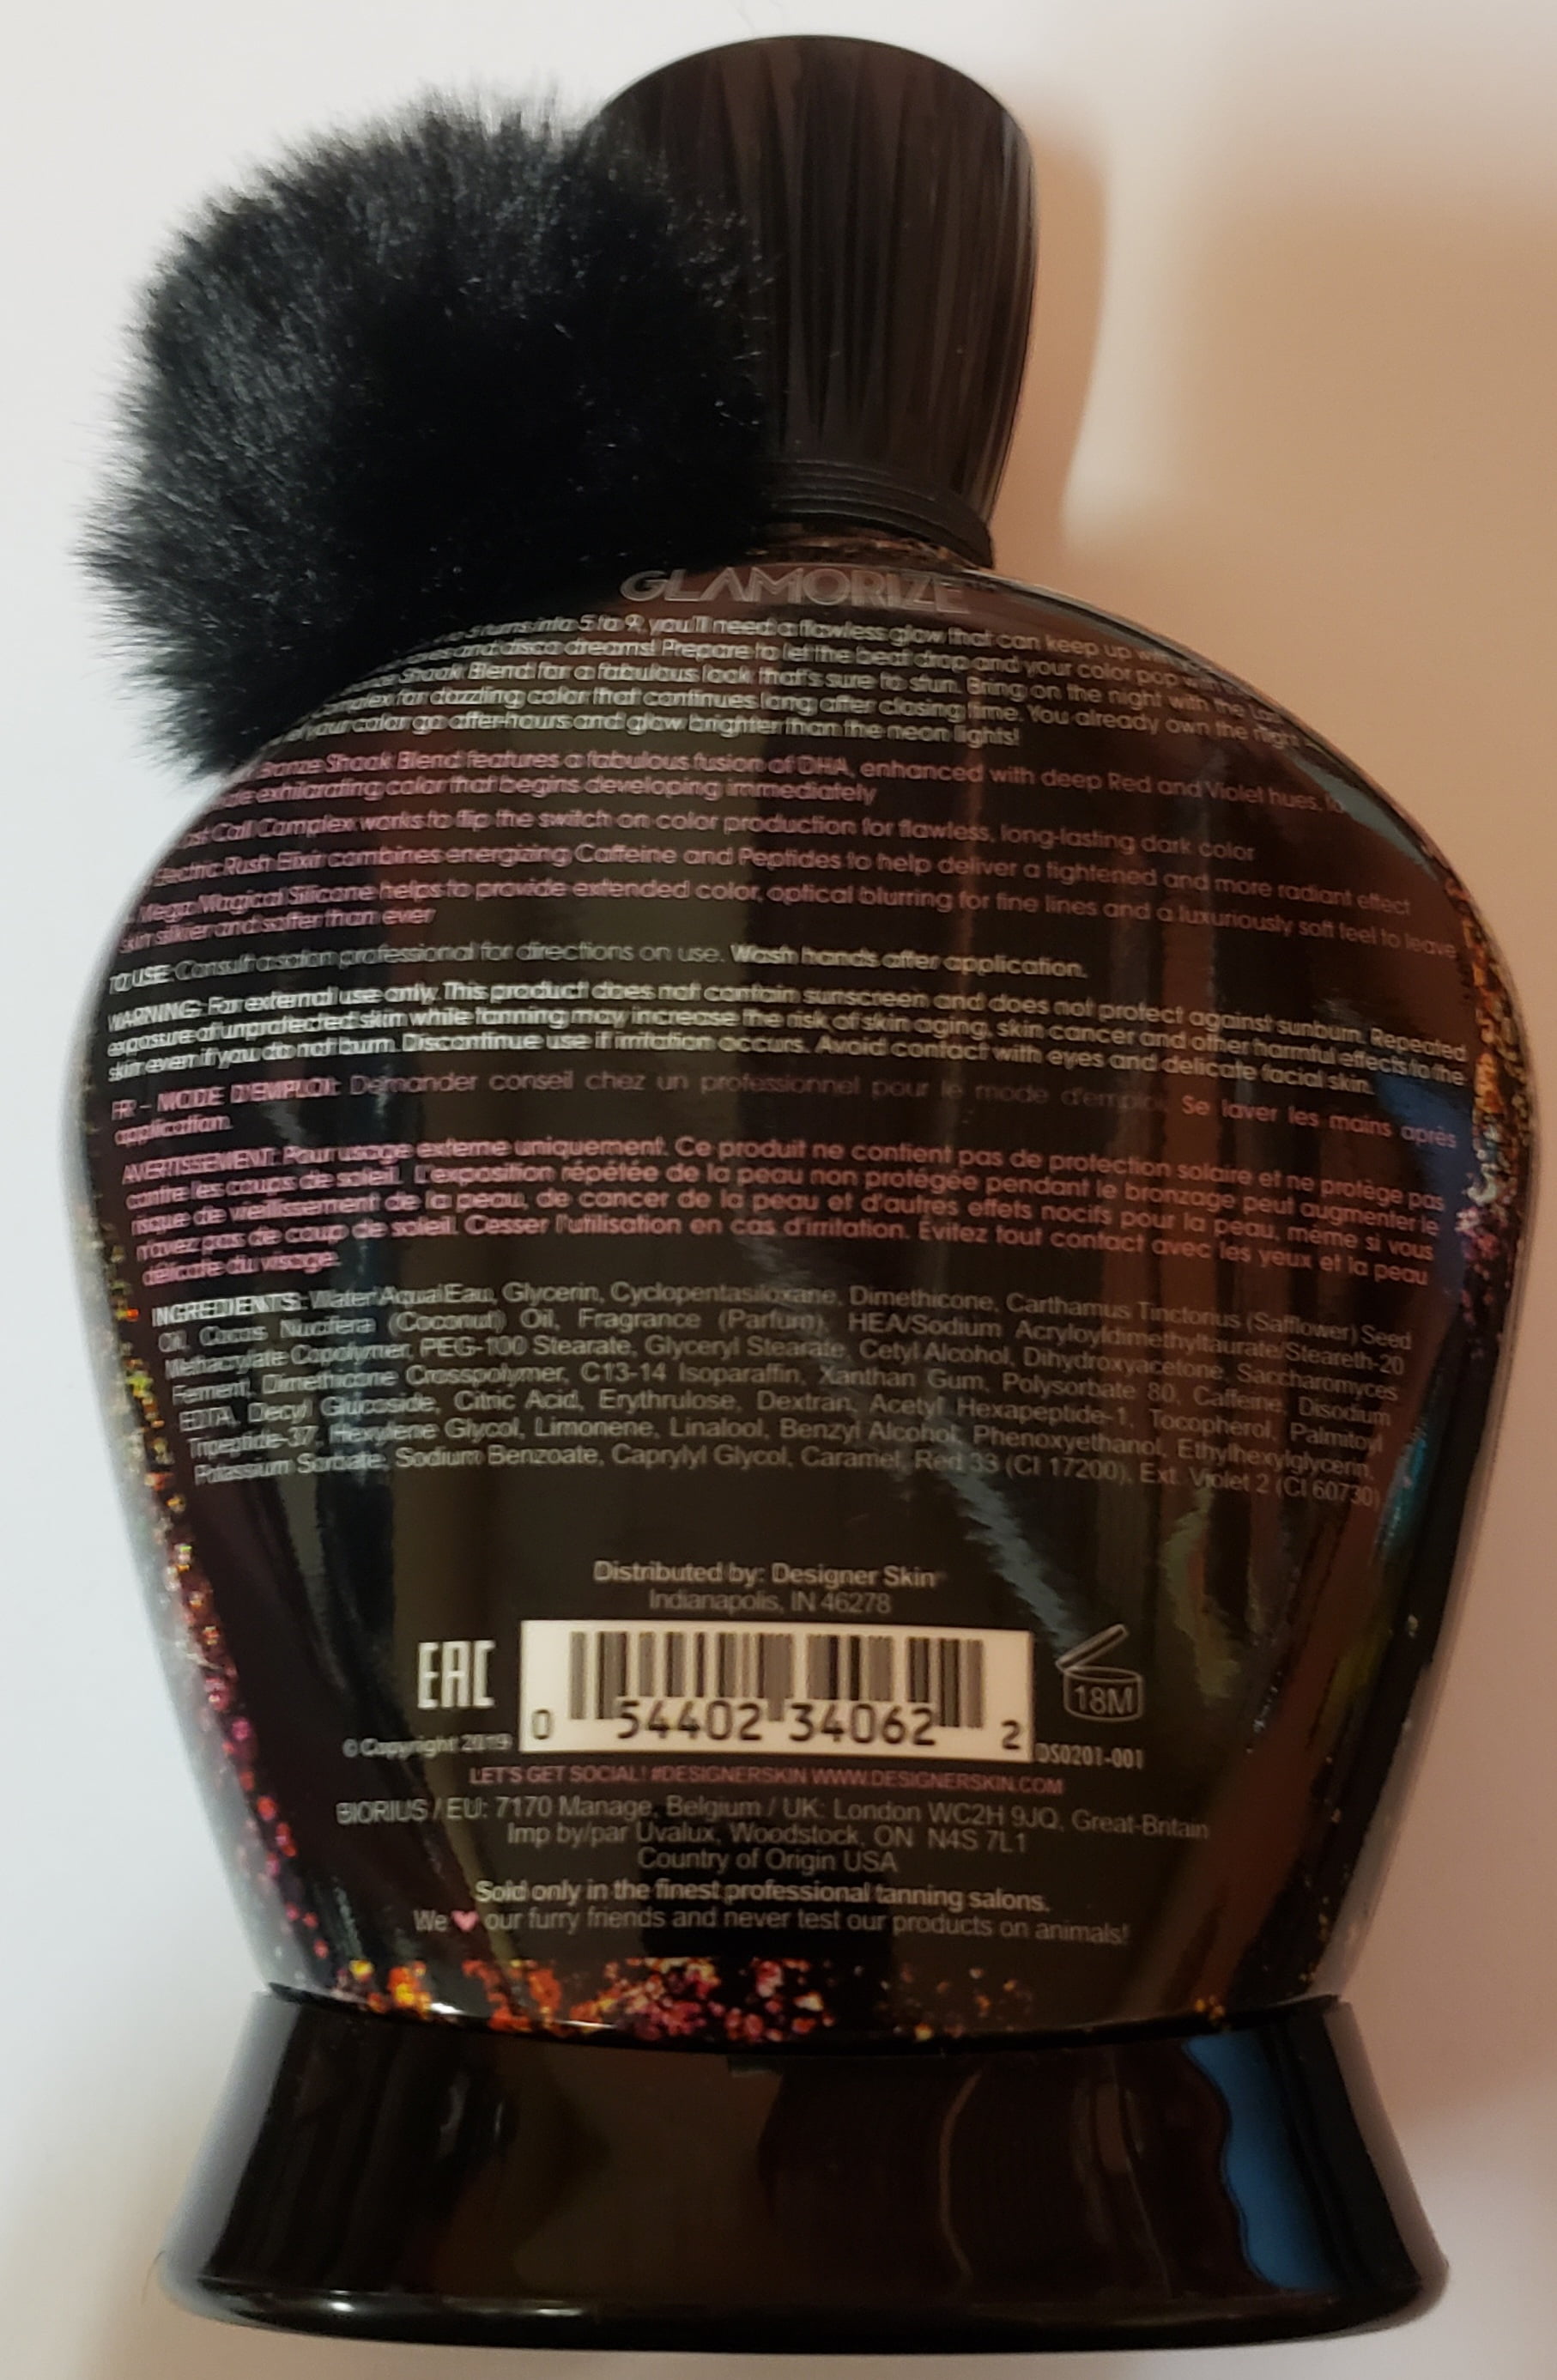 GLAMORIZE
turns into 5 to 9, you'll need a flawless glow that can keep up
and disco dreams! Prepare to let the beat drop and your color pop
Shook Blend for a fabulous look that's sure to stun. Bring on the night with the Last
for dazzling color that continues long after closing time. You already own the night
your color go after-hours and glow brighter than the neon lights!
Bronze Shook Blend features a fabulous fusion of DHA, enhanced with deep Red and Violet hues,
exhilarating color that begins developing immediately
Call Complex works to flip the switch on color production for flawless, long-lasting dark color
Electric Rush Elixir combines energizing Caffeine and Peptides to help deliver a tightened and more radiant effect
Mega-Magical Silicone helps to provide extended color, optical blurring for fine lines and a luxuriously soft feel to leave
skin silkier and softer than ever
TO USE: Consult a salon professional for directions on use. Wash hands after application.
WARNING: For external use only. This product does not contain sunscreen and does not protect against sunburn. Repeated
exposure of unprotected skin while tanning may increase the risk of skin aging, skin cancer and other harmful effects to the
skin even if you do not burn. Discontinue use if irritation occurs. Avoid contact with eyes and delicate facial skin.
FR – MODE D'EMPLOI: Demander conseil chez un professionnel pour le mode d'emploi. Se laver les mains après
application.
AVERTISSEMENT: Pour usage externe uniquement. Ce produit ne contient pas de protection solaire et ne protège pas
contre les coups de soleil. L'exposition répétée de la peau non protégée pendant le bronzage peut augmenter le
risque de vieillissement de la peau, de cancer de la peau et d'autres effets nocifs pour la peau, même si vous
n'avez pas de coup de soleil. Cesser l'utilisation en cas d'irritation. Évitez tout contact avec les yeux et la peau
délicate du visage.
INGREDIENTS: Water/Aqua/Eau, Glycerin, Cyclopentasiloxane, Dimethicone, Carthamus Tinctorius (Safflower) Seed
Oil, Cocos Nucifera (Coconut) Oil, Fragrance (Parfum), HEA/Sodium Acryloyldimethyltaurate/Steareth-20
Methacrylate Copolymer, PEG-100 Stearate, Glyceryl Stearate, Cetyl Alcohol, Dihydroxyacetone, Saccharomyces
Ferment, Dimethicone Crosspolymer, C13-14 Isoparaffin, Xanthan Gum, Polysorbate 80, Caffeine, Disodium
EDTA, Decyl Glucoside, Citric Acid, Erythrulose, Dextran, Acetyl Hexapeptide-1, Tocopherol, Palmitoyl
Tripeptide-37, Hexylene Glycol, Limonene, Linalool, Benzyl Alcohol, Phenoxyethanol, Ethylhexylglycerin,
Potassium Sorbate, Sodium Benzoate, Caprylyl Glycol, Caramel, Red 33 (CI 17200), Ext. Violet 2 (CI 60730)
Distributed by: Designer Skin
Indianapolis, IN 46278
EAC
18M
0 54402 34062 2
© Copyright 2019
DS0201-001
LET'S GET SOCIAL! #DESIGNERSKIN WWW.DESIGNERSKIN.COM
BIORIUS / EU: 7170 Manage, Belgium / UK: London WC2H 9JQ, Great-Britain
Imp by/par Uvalux, Woodstock, ON N4S 7L1
Country of Origin USA
Sold only in the finest professional tanning salons.
We ♥ our furry friends and never test our products on animals!